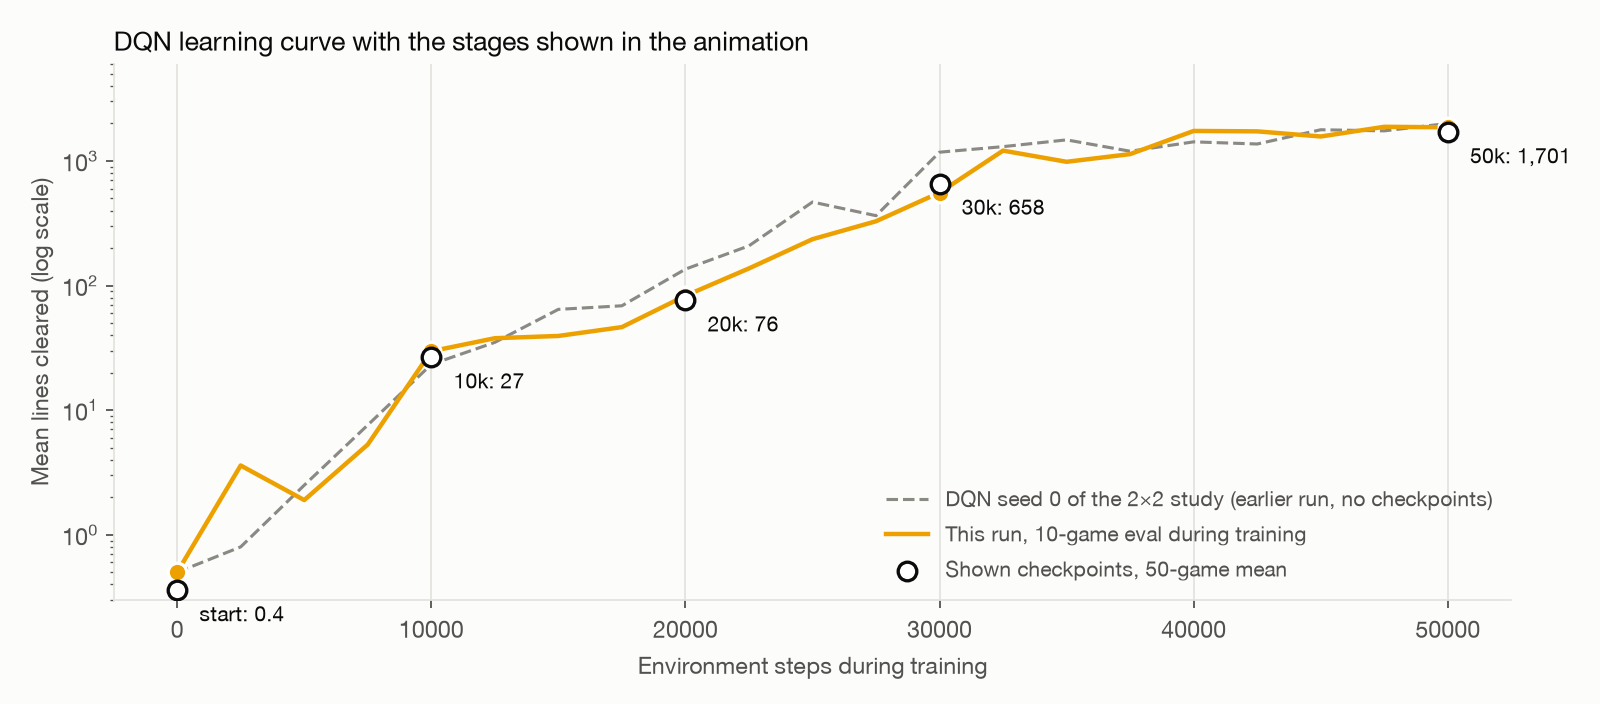 DQN learning curve with the stages shown in the animation
Mean lines cleared (log scale)
10³
10²
10¹
10⁰
start: 0.4
10k: 27
20k: 76
30k: 658
50k: 1,701
DQN seed 0 of the 2×2 study (earlier run, no checkpoints)
This run, 10-game eval during training
Shown checkpoints, 50-game mean
0 10000 20000 30000 40000 50000
Environment steps during training